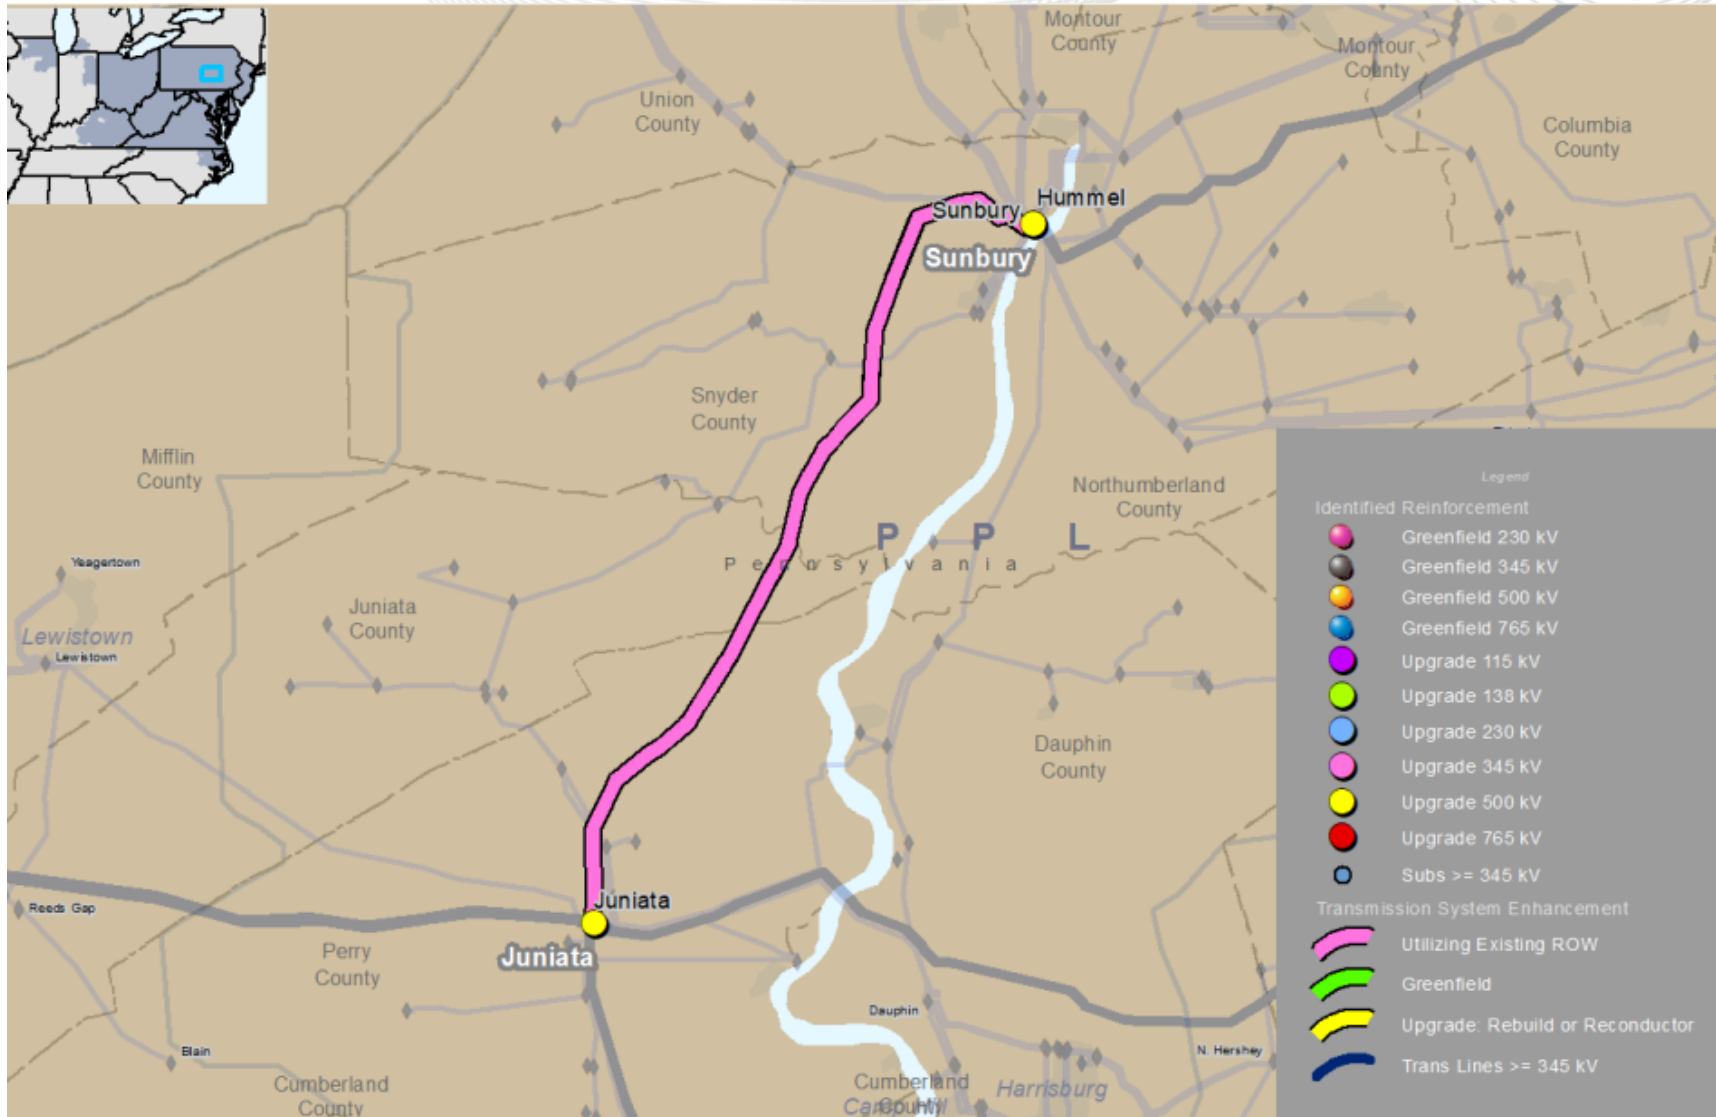 Montour
County
Montour
County
Union
County
Columbia
County
Hummel
Sunbury
Sunbury
Snyder
County
Mifflin
County
Northumberland
County
P P L
Pennsylvania
Yeagertown
Juniata
County
Lewistown
Lewistown
Dauphin
County
Juniata
Reeds Gap
Perry
County
Juniata
Dauphin
Blain
N. Hershey
Cumberland
County
Cumberland
County
Harrisburg
Legend
Identified Reinforcement
Greenfield 230 kV
Greenfield 345 kV
Greenfield 500 kV
Greenfield 765 kV
Upgrade 115 kV
Upgrade 138 kV
Upgrade 230 kV
Upgrade 345 kV
Upgrade 500 kV
Upgrade 765 kV
Subs >= 345 kV
Transmission System Enhancement
Utilizing Existing ROW
Greenfield
Upgrade: Rebuild or Reconductor
Trans Lines >= 345 kV